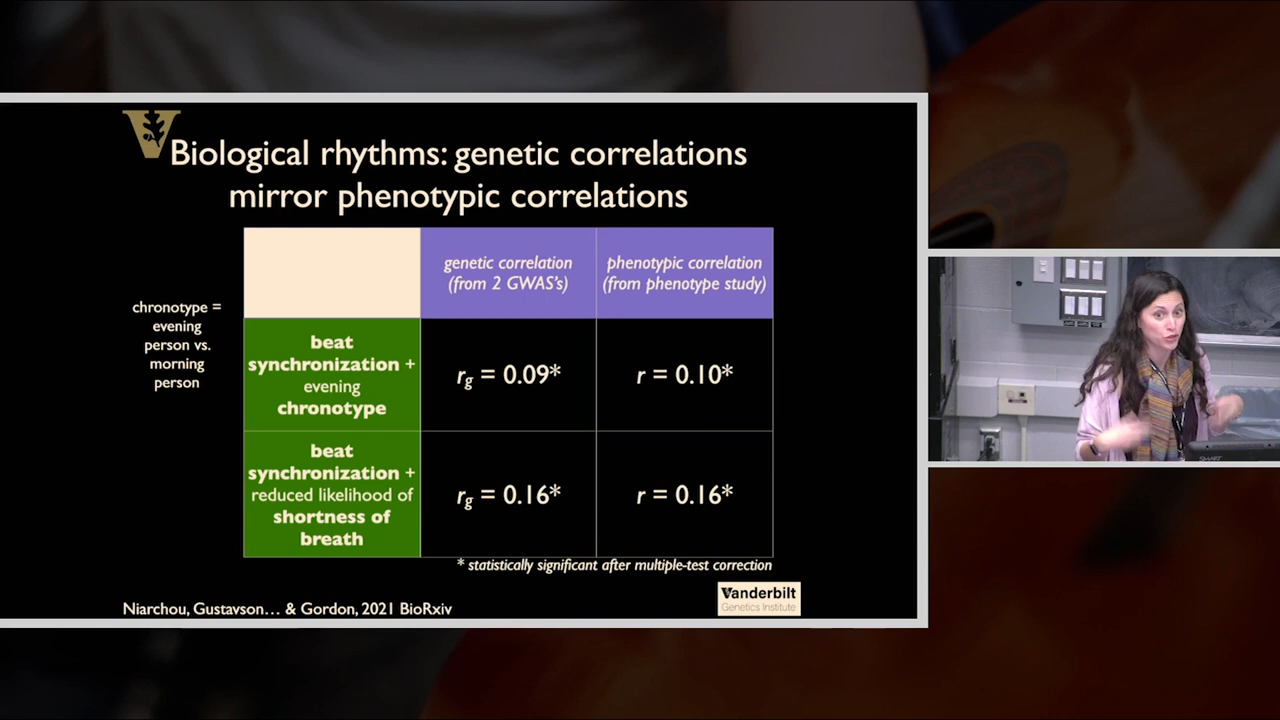 Biological rhythms: genetic correlations
mirror phenotypic correlations
chronotype =
evening
person vs.
morning
person
genetic correlation
(from 2 GWAS's)
phenotypic correlation
(from phenotype study)
beat
synchronization +
evening
chronotype
rg = 0.09*
r = 0.10*
beat
synchronization +
reduced likelihood of
shortness of
breath
rg = 0.16*
r = 0.16*
* statistically significant after multiple-test correction
Niarchou, Gustavson... & Gordon, 2021 BioRxiv
Vanderbilt
Genetics Institute
SMART